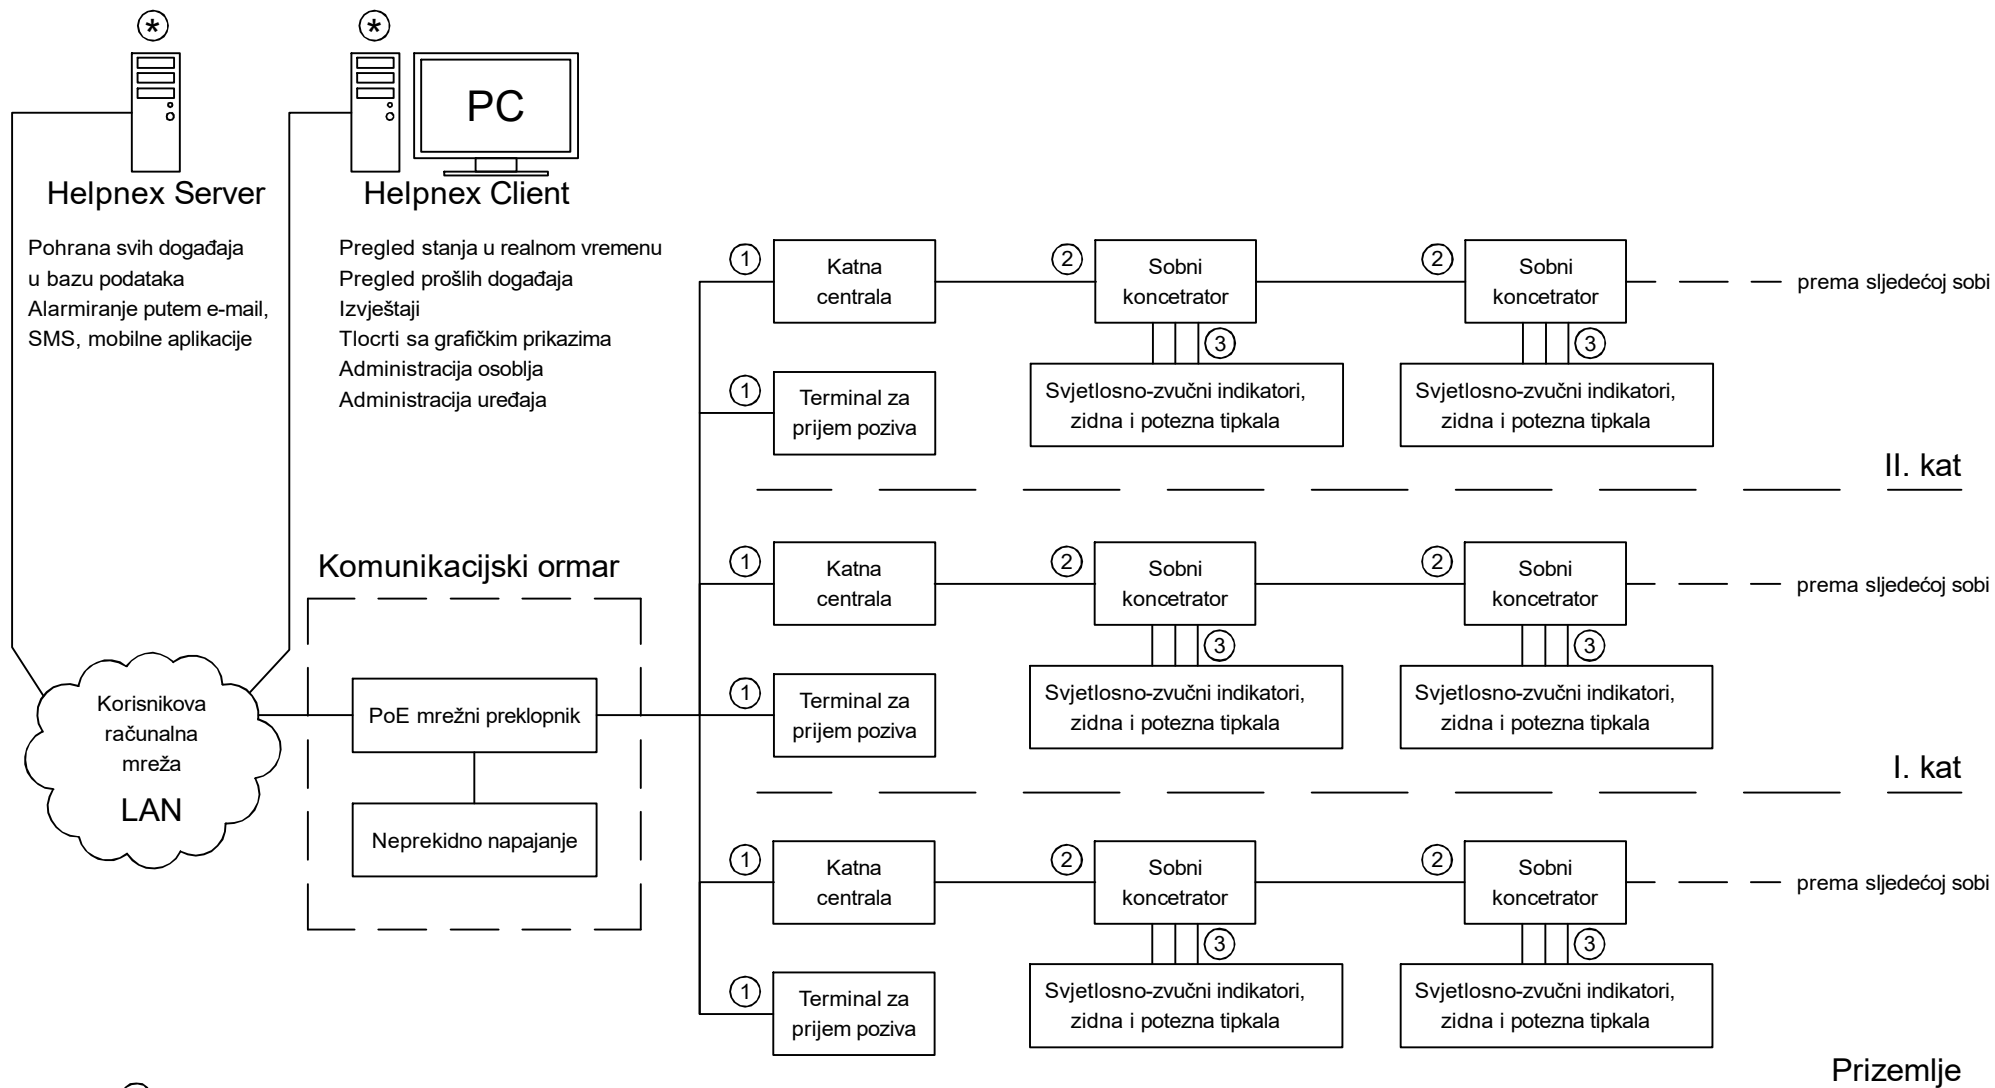 *
*
PC
Helpnex Server
Helpnex Client
Pohrana svih događaja
u bazu podataka
Alarmiranje putem e-mail,
SMS, mobilne aplikacije
Pregled stanja u realnom vremenu
Pregled prošlih događaja
Izvještaji
Tlocrti sa grafičkim prikazima
Administracija osoblja
Administracija uređaja
1
Katna
centrala
2
Sobni
koncetrator
2
Sobni
koncetrator
prema sljedećoj sobi
3
3
1
Terminal za
prijem poziva
Svjetlosno-zvučni indikatori,
zidna i potezna tipkala
Svjetlosno-zvučni indikatori,
zidna i potezna tipkala
II. kat
Komunikacijski ormar
PoE mrežni preklopnik
Neprekidno napajanje
Korisnikova
računalna
mreža
LAN
1
Katna
centrala
2
Sobni
koncetrator
2
Sobni
koncetrator
prema sljedećoj sobi
3
3
1
Terminal za
prijem poziva
Svjetlosno-zvučni indikatori,
zidna i potezna tipkala
Svjetlosno-zvučni indikatori,
zidna i potezna tipkala
I. kat
1
Katna
centrala
2
Sobni
koncetrator
2
Sobni
koncetrator
prema sljedećoj sobi
3
3
1
Terminal za
prijem poziva
Svjetlosno-zvučni indikatori,
zidna i potezna tipkala
Svjetlosno-zvučni indikatori,
zidna i potezna tipkala
Prizemlje